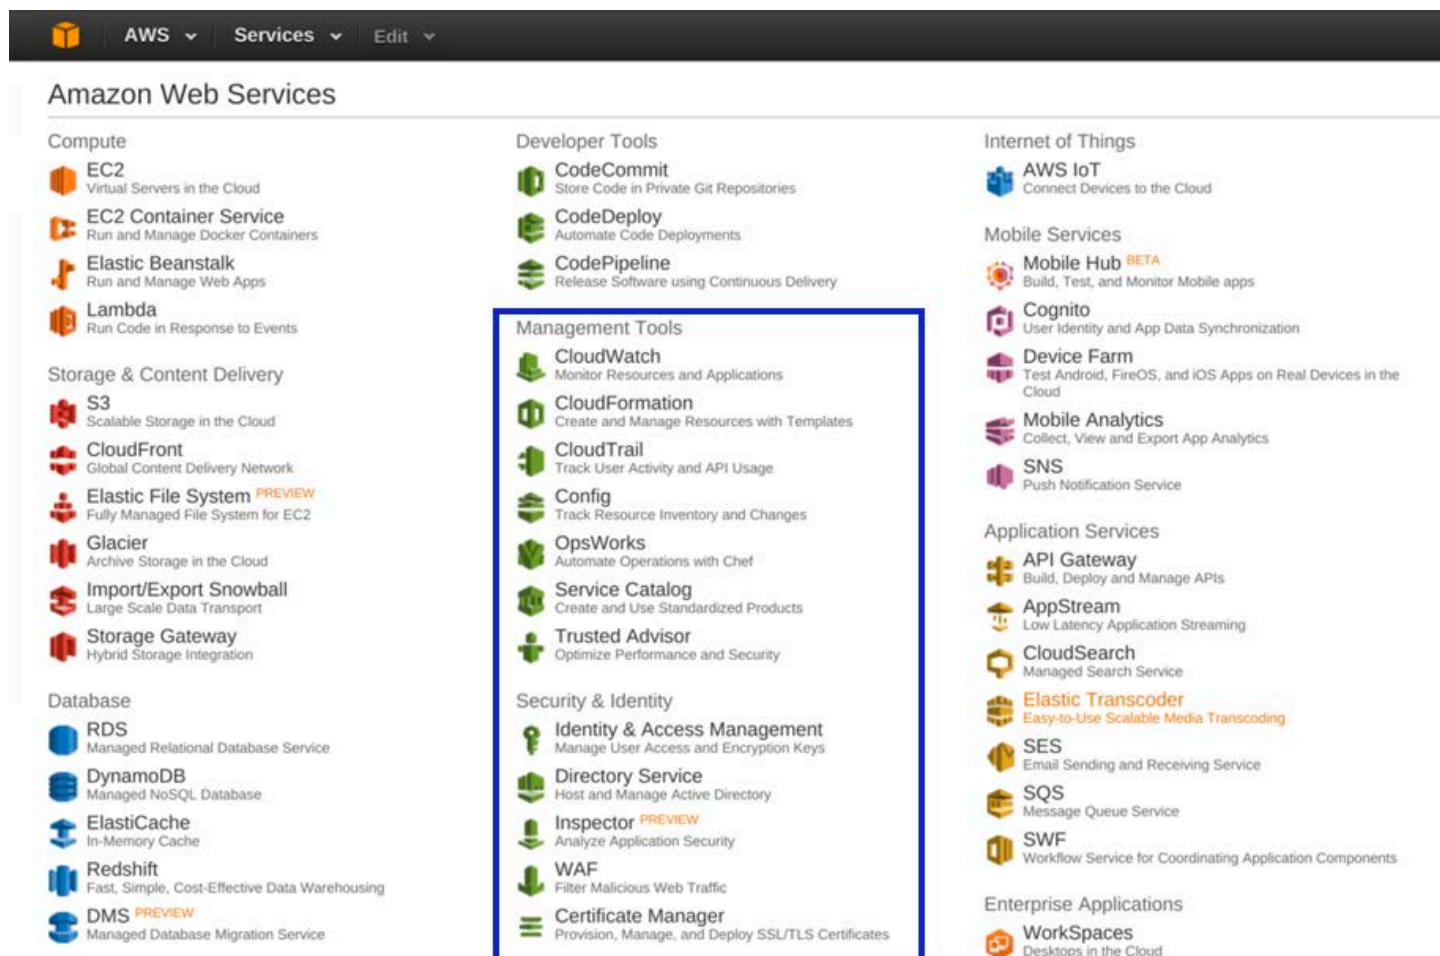 AWS Services Edit
Amazon Web Services
Compute
EC2
Virtual Servers in the Cloud
EC2 Container Service
Run and Manage Docker Containers
Elastic Beanstalk
Run and Manage Web Apps
Lambda
Run Code in Response to Events
Storage & Content Delivery
S3
Scalable Storage in the Cloud
CloudFront
Global Content Delivery Network
Elastic File System PREVIEW
Fully Managed File System for EC2
Glacier
Archive Storage in the Cloud
Import/Export Snowball
Large Scale Data Transport
Storage Gateway
Hybrid Storage Integration
Database
RDS
Managed Relational Database Service
DynamoDB
Managed NoSQL Database
ElastiCache
In-Memory Cache
Redshift
Fast, Simple, Cost-Effective Data Warehousing
DMS PREVIEW
Managed Database Migration Service
Developer Tools
CodeCommit
Store Code in Private Git Repositories
CodeDeploy
Automate Code Deployments
CodePipeline
Release Software using Continuous Delivery
Management Tools
CloudWatch
Monitor Resources and Applications
CloudFormation
Create and Manage Resources with Templates
CloudTrail
Track User Activity and API Usage
Config
Track Resource Inventory and Changes
OpsWorks
Automate Operations with Chef
Service Catalog
Create and Use Standardized Products
Trusted Advisor
Optimize Performance and Security
Security & Identity
Identity & Access Management
Manage User Access and Encryption Keys
Directory Service
Host and Manage Active Directory
Inspector PREVIEW
Analyze Application Security
WAF
Filter Malicious Web Traffic
Certificate Manager
Provision, Manage, and Deploy SSL/TLS Certificates
Internet of Things
AWS IoT
Connect Devices to the Cloud
Mobile Services
Mobile Hub BETA
Build, Test, and Monitor Mobile apps
Cognito
User Identity and App Data Synchronization
Device Farm
Test Android, FireOS, and iOS Apps on Real Devices in the
Cloud
Mobile Analytics
Collect, View and Export App Analytics
SNS
Push Notification Service
Application Services
API Gateway
Build, Deploy and Manage APIs
AppStream
Low Latency Application Streaming
CloudSearch
Managed Search Service
Elastic Transcoder
Easy-to-Use Scalable Media Transcoding
SES
Email Sending and Receiving Service
SQS
Message Queue Service
SWF
Workflow Service for Coordinating Application Components
Enterprise Applications
WorkSpaces
Desktops in the Cloud